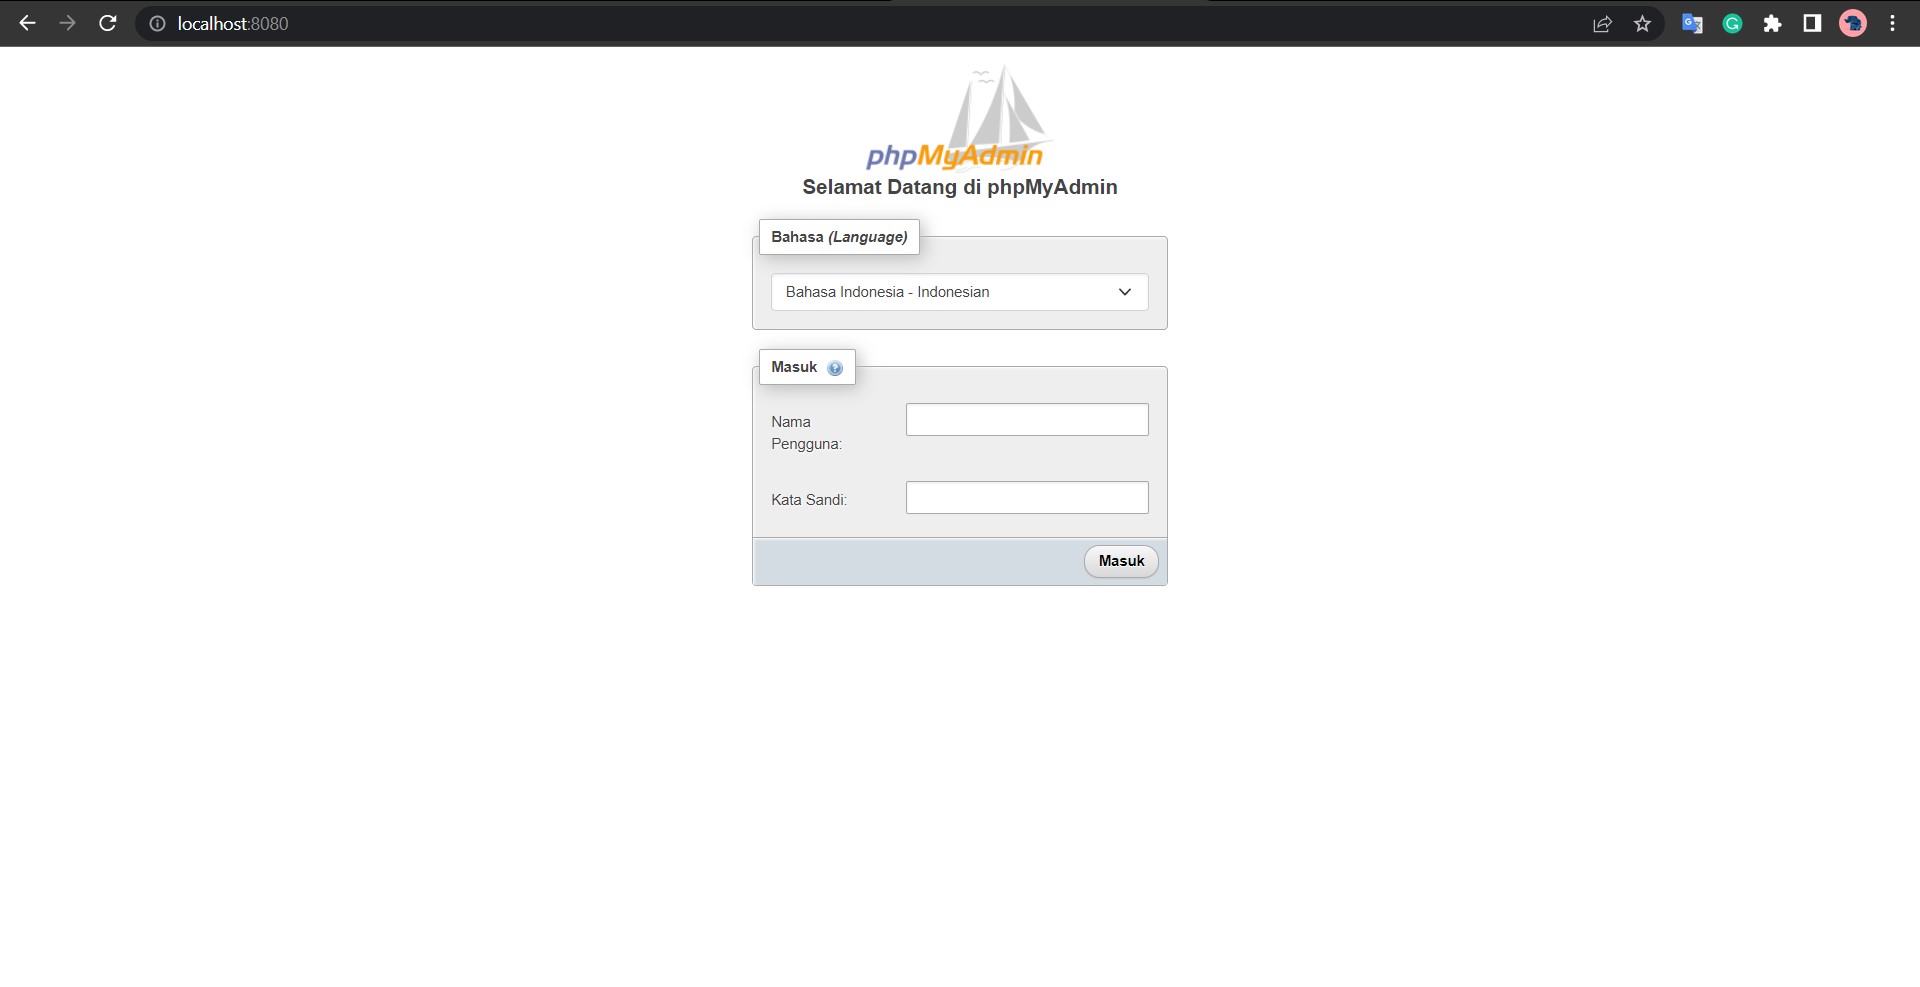 localhost:8080
phpMyAdmin
Selamat Datang di phpMyAdmin
Bahasa (Language)
Bahasa Indonesia - Indonesian
Masuk
Nama
Pengguna:
Kata Sandi:
Masuk